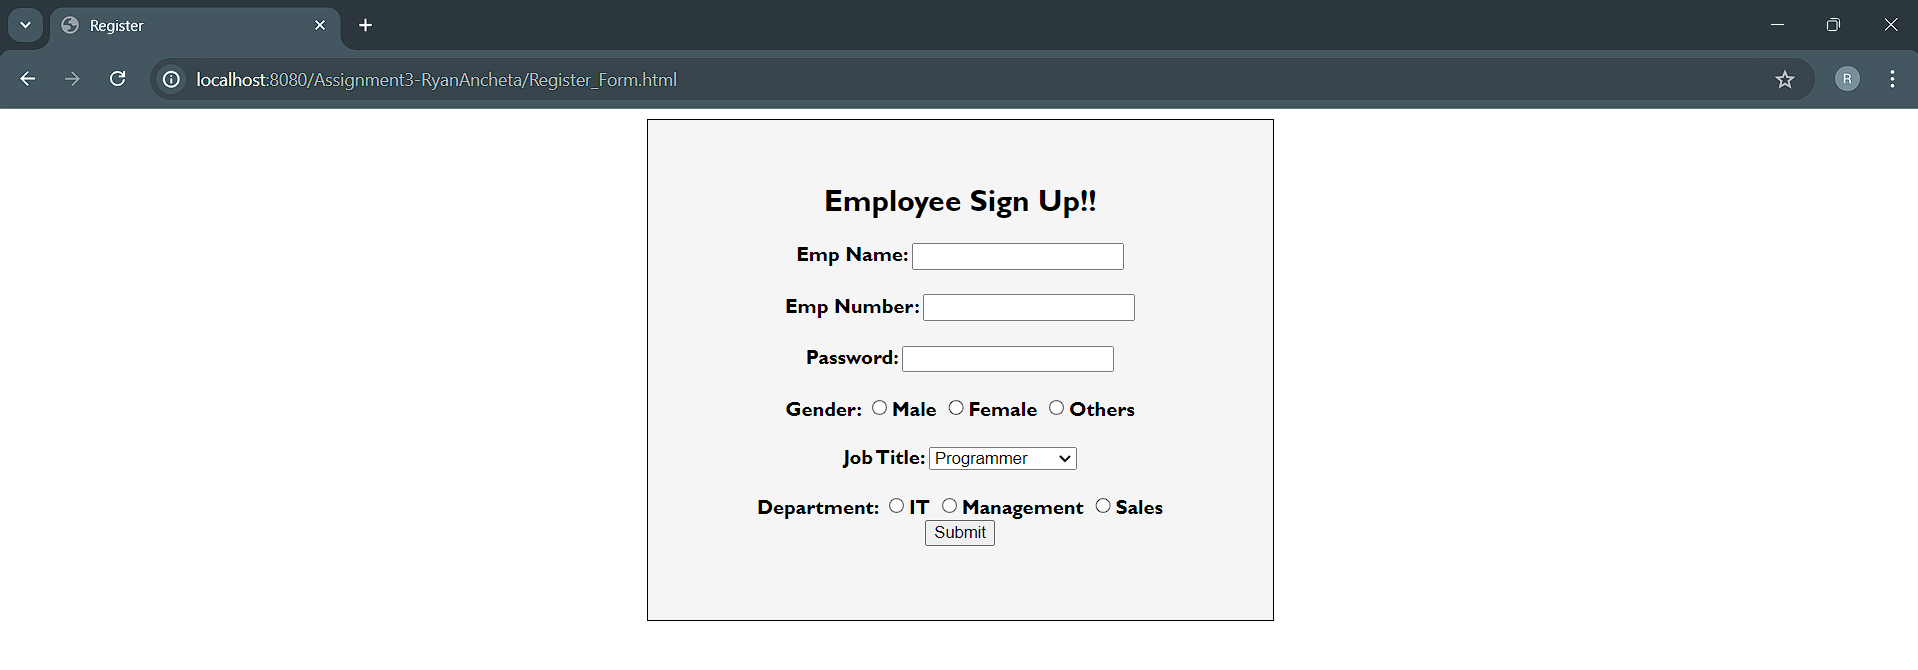 Register
localhost:8080/Assignment3-RyanAncheta/Register_Form.html
R
Employee Sign Up!!
Emp Name:
Emp Number:
Password:
Gender: Male Female Others
Job Title: Programmer
Department: IT Management Sales
Submit